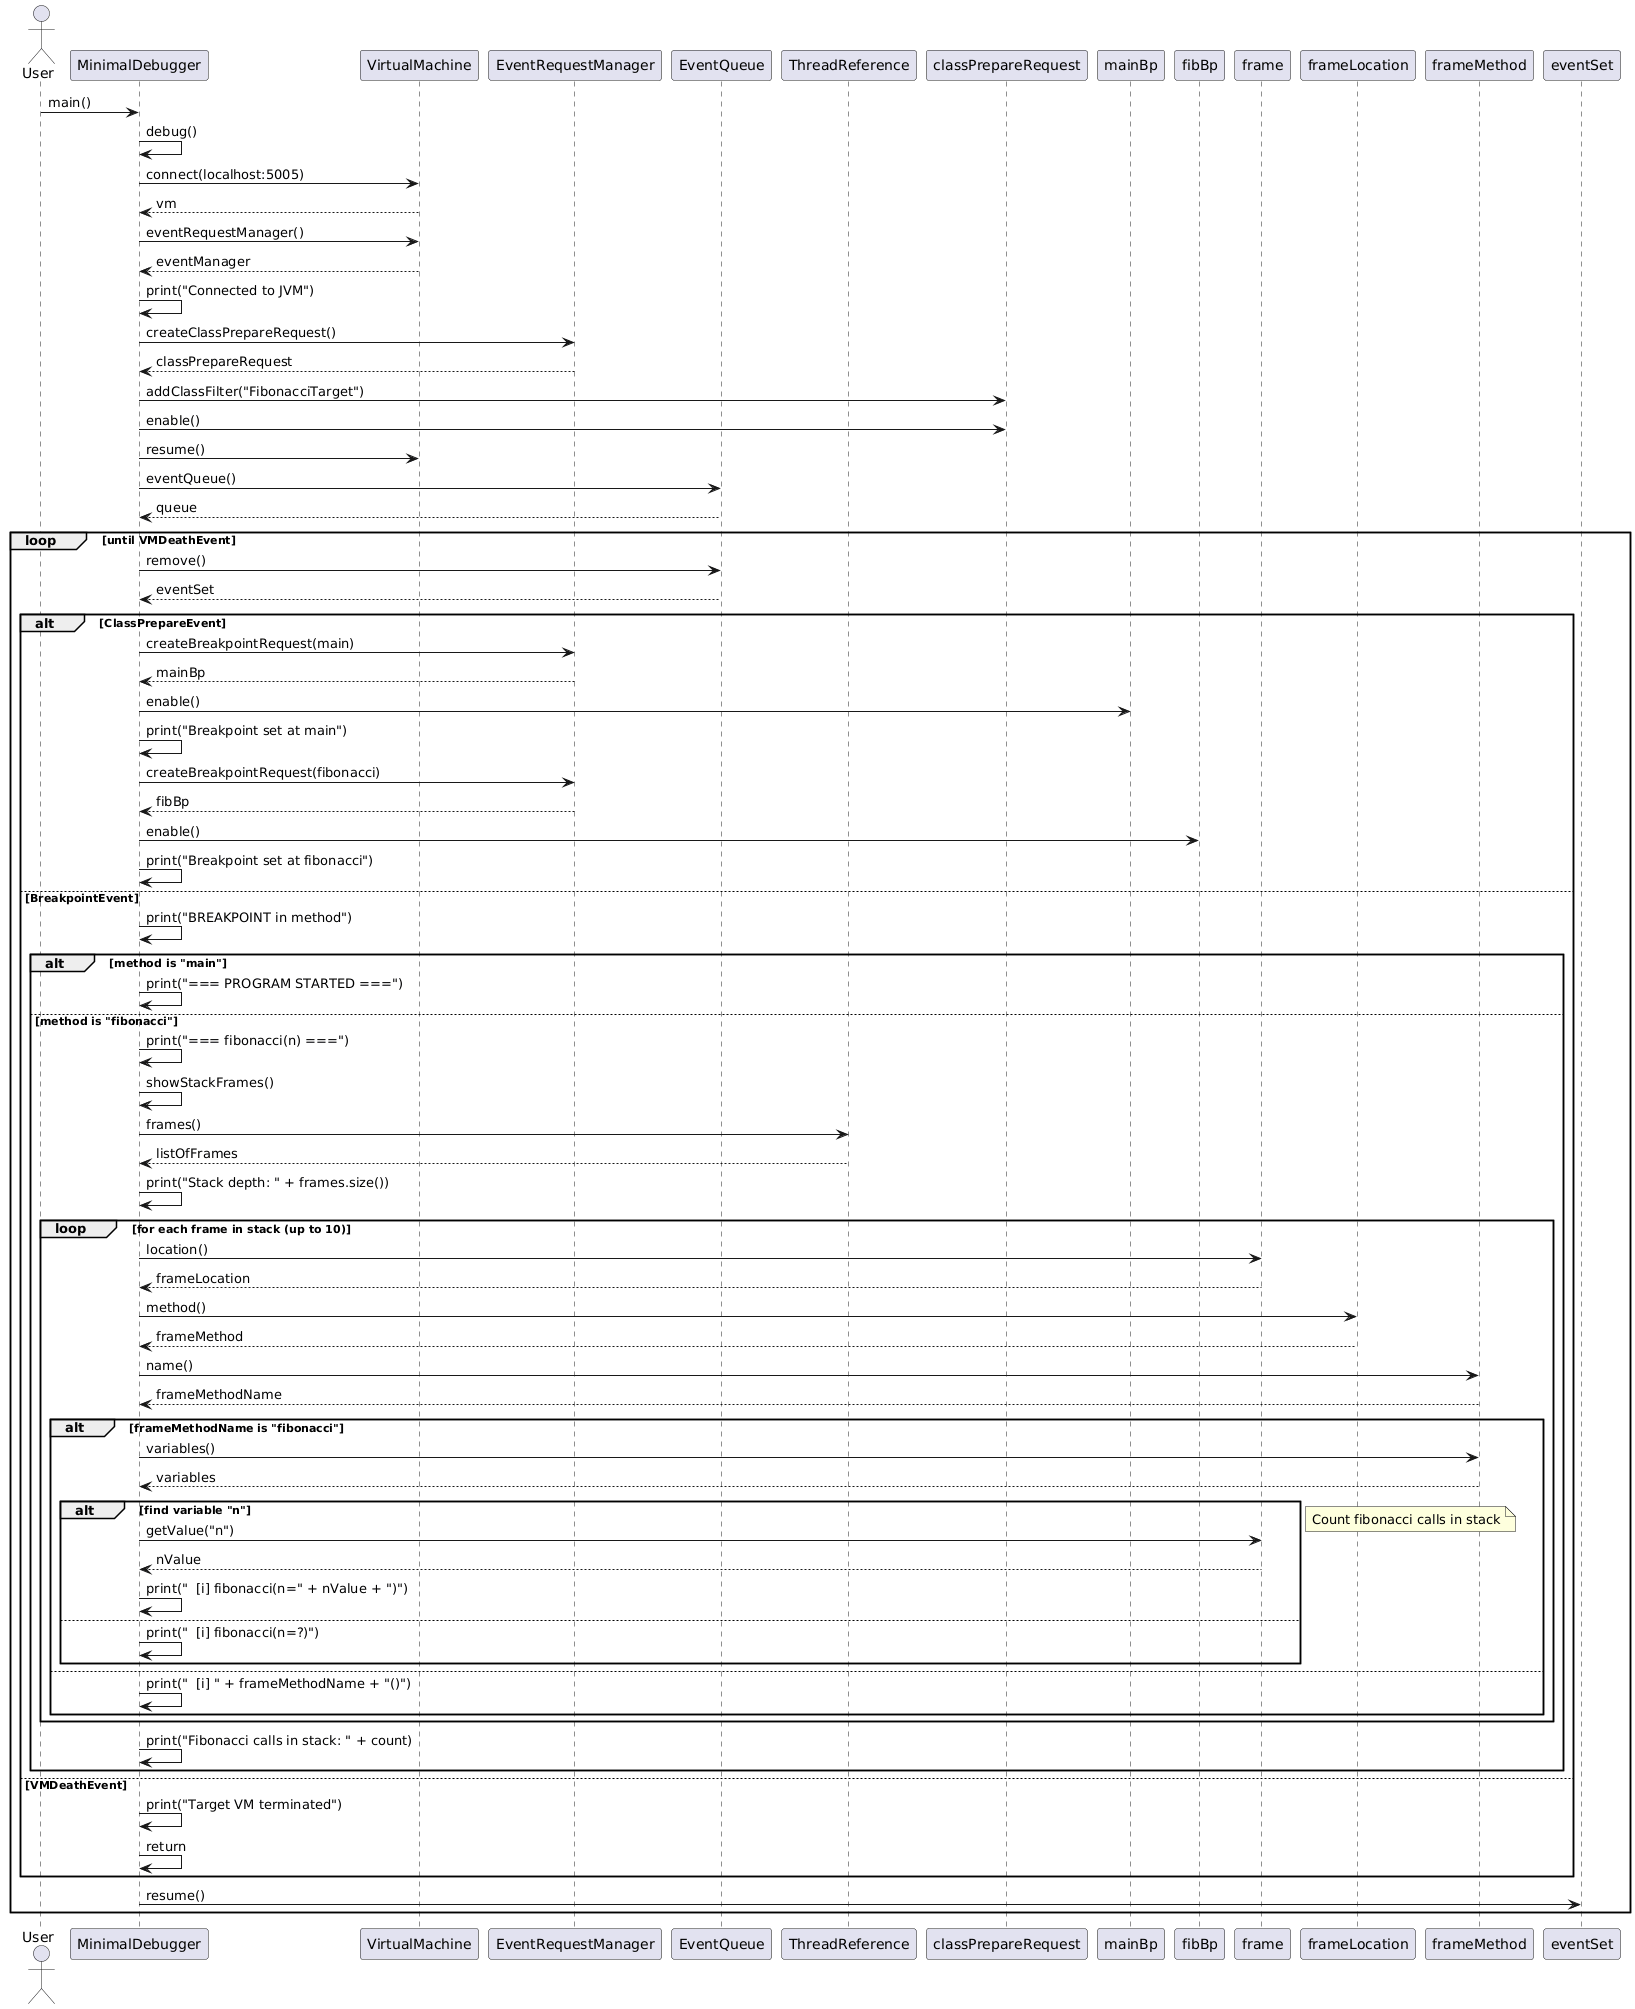 User
MinimalDebugger
VirtualMachine
EventRequestManager
EventQueue
ThreadReference
classPrepareRequest
mainBp
fibBp
frame
frameLocation
frameMethod
eventSet
main()
debug()
connect(localhost:5005)
vm
eventRequestManager()
eventManager
print("Connected to JVM")
createClassPrepareRequest()
classPrepareRequest
addClassFilter("FibonacciTarget")
enable()
resume()
eventQueue()
queue
loop [until VMDeathEvent]
remove()
eventSet
alt [ClassPrepareEvent]
createBreakpointRequest(main)
mainBp
enable()
print("Breakpoint set at main")
createBreakpointRequest(fibonacci)
fibBp
enable()
print("Breakpoint set at fibonacci")
[BreakpointEvent]
print("BREAKPOINT in method")
alt [method is "main"]
print("=== PROGRAM STARTED ===")
[method is "fibonacci"]
print("=== fibonacci(n) ===")
showStackFrames()
frames()
listOfFrames
print("Stack depth: " + frames.size())
loop [for each frame in stack (up to 10)]
location()
frameLocation
method()
frameMethod
name()
frameMethodName
alt [frameMethodName is "fibonacci"]
variables()
variables
alt [find variable "n"]
Count fibonacci calls in stack
getValue("n")
nValue
print("  [i] fibonacci(n=" + nValue + ")")
print("  [i] fibonacci(n=?)")
print("  [i] " + frameMethodName + "()")
print("Fibonacci calls in stack: " + count)
[VMDeathEvent]
print("Target VM terminated")
return
resume()
User
MinimalDebugger
VirtualMachine
EventRequestManager
EventQueue
ThreadReference
classPrepareRequest
mainBp
fibBp
frame
frameLocation
frameMethod
eventSet